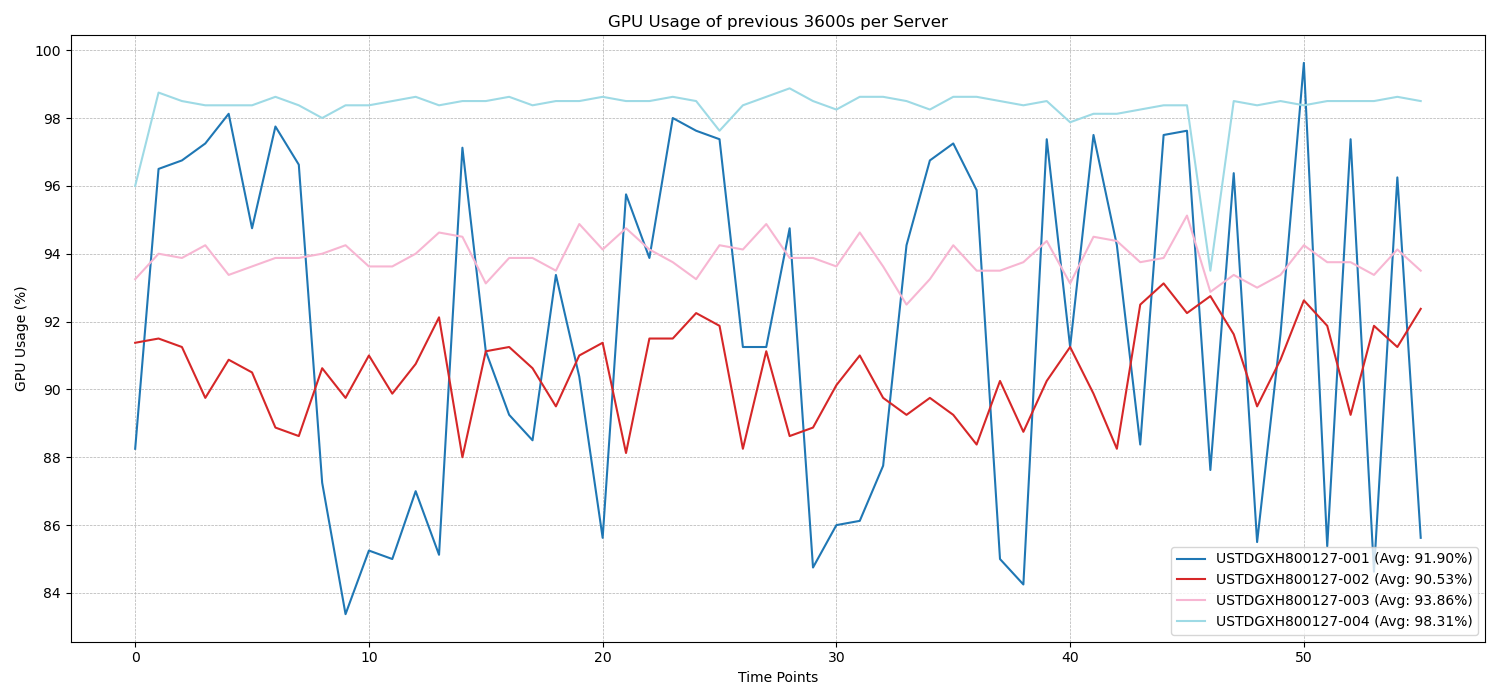 GPU Usage of previous 3600s per Server
GPU Usage (%)
100
98
96
94
92
90
88
86
84
0 10 20 30 40 50
Time Points
USTDGXH800127-001 (Avg: 91.90%)
USTDGXH800127-002 (Avg: 90.53%)
USTDGXH800127-003 (Avg: 93.86%)
USTDGXH800127-004 (Avg: 98.31%)